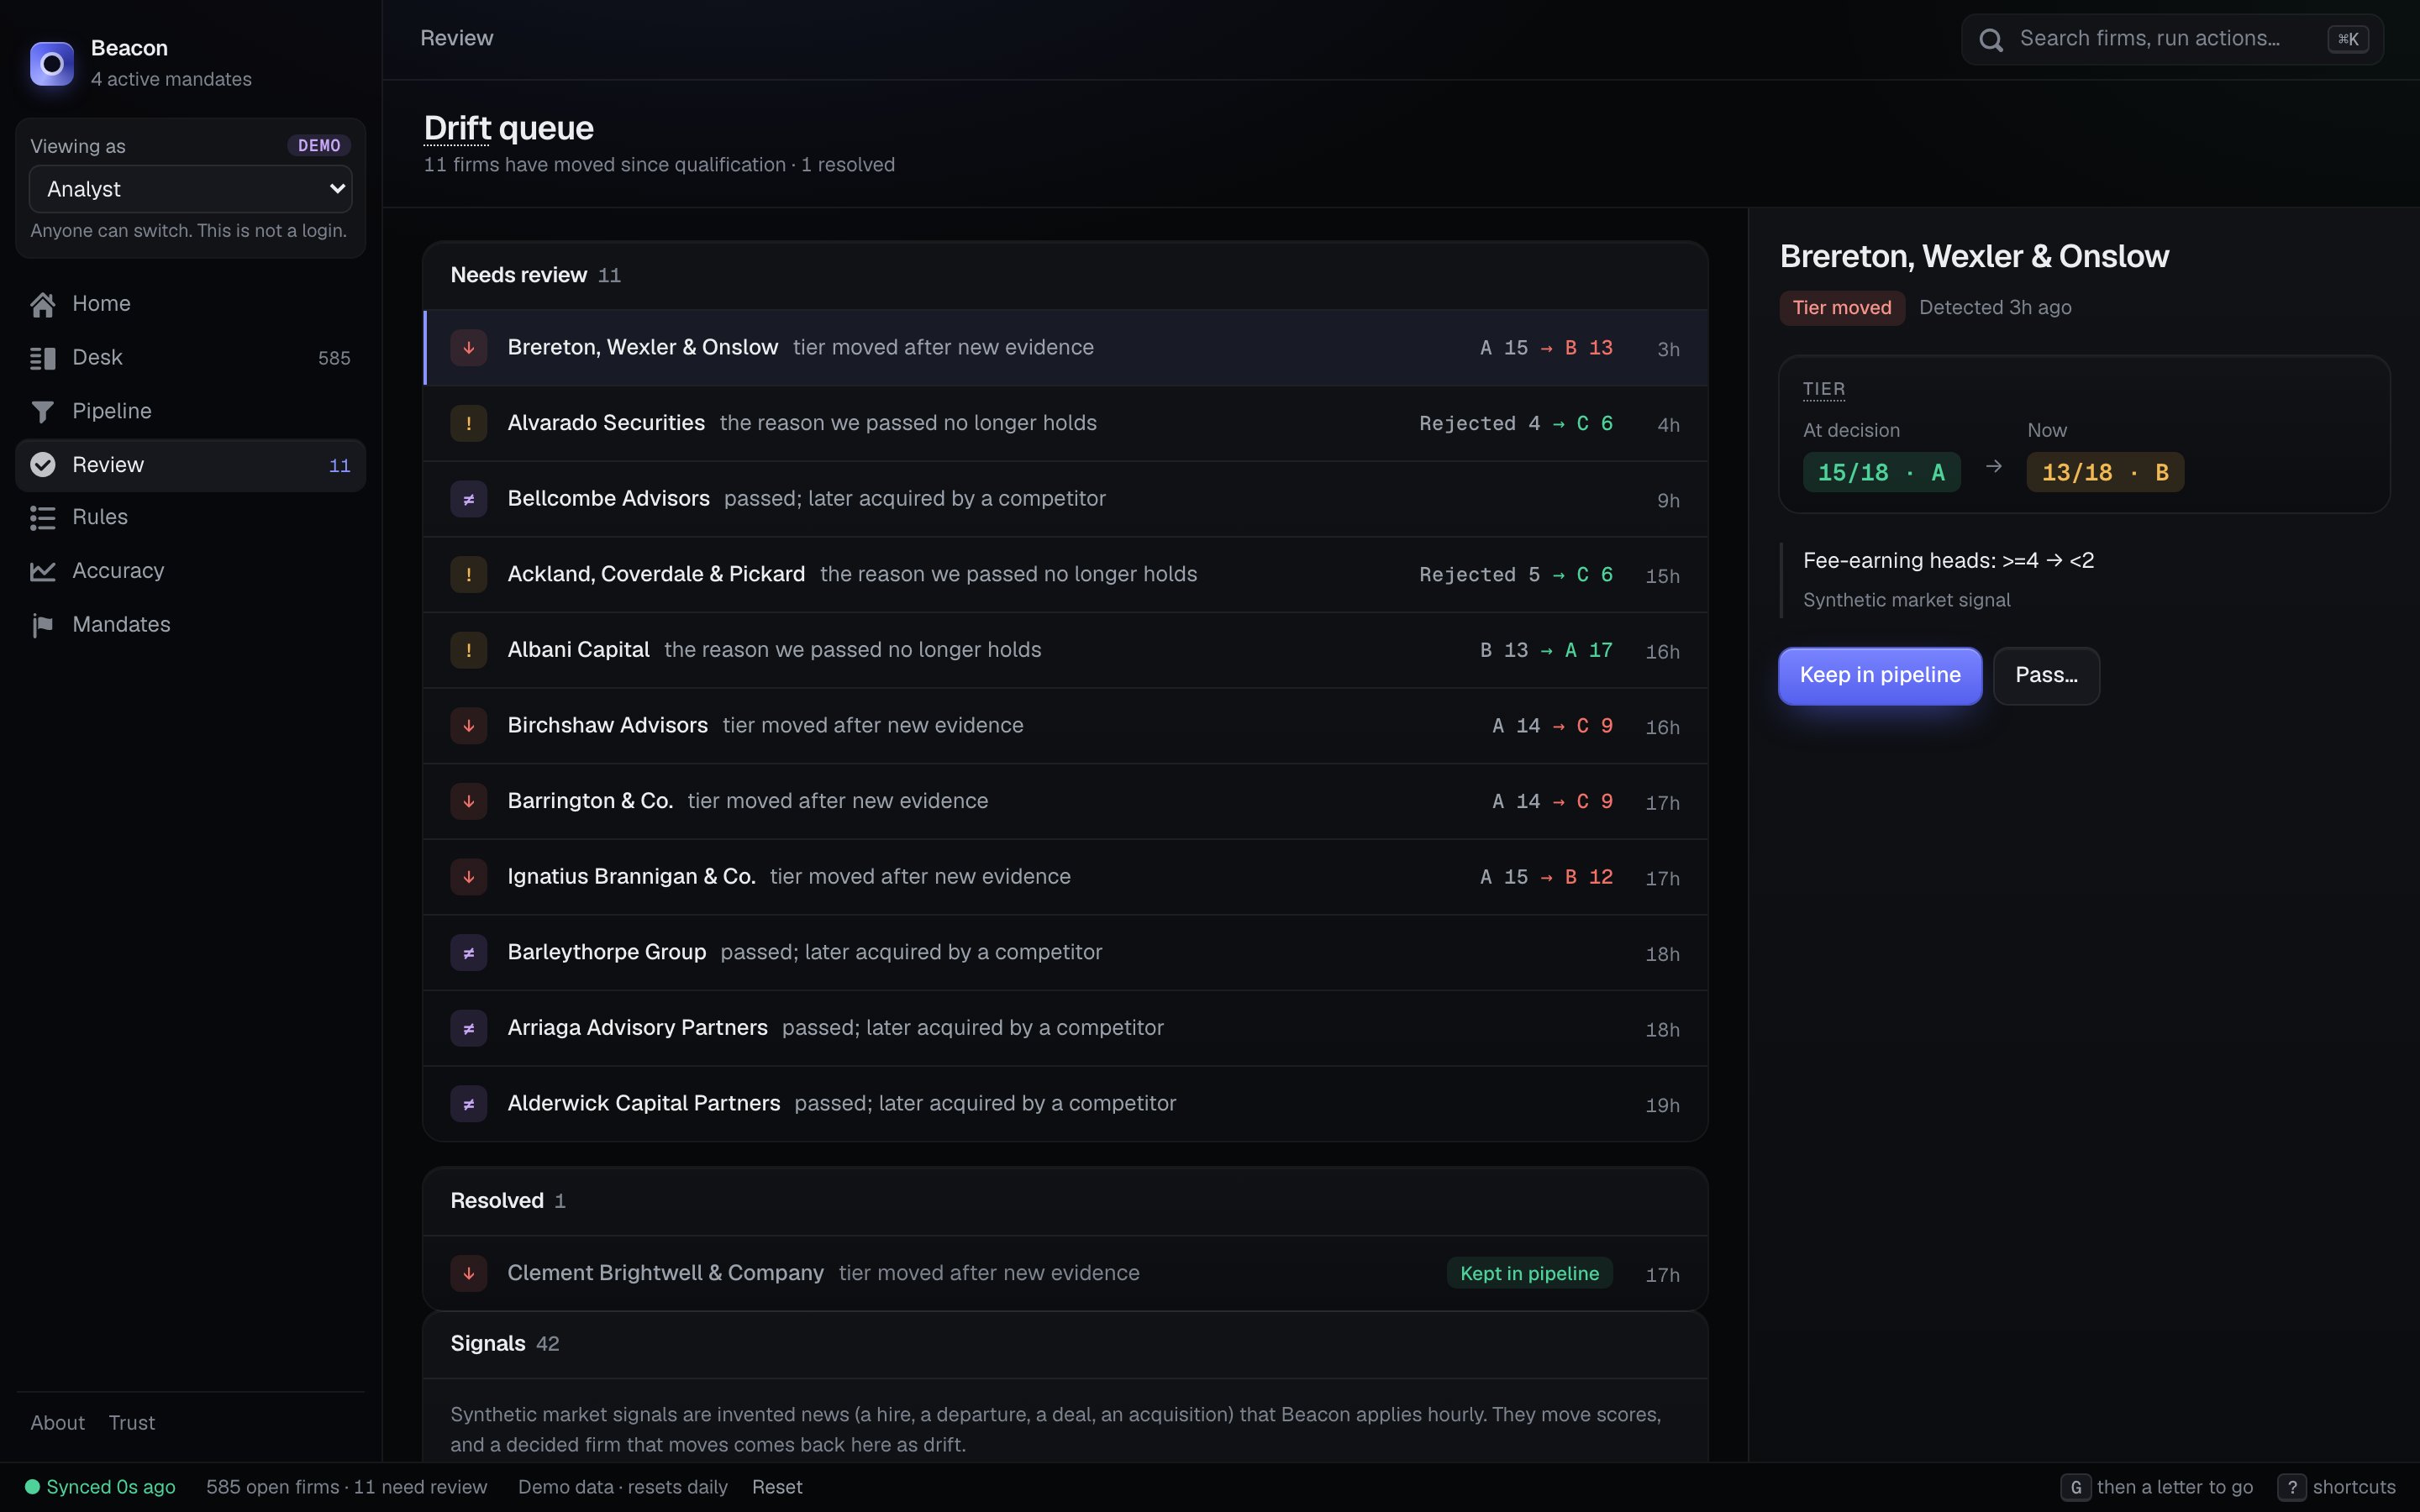 Beacon
4 active mandates
Viewing as DEMO
Analyst
Anyone can switch. This is not a login.
Home
Desk 585
Pipeline
Review 11
Rules
Accuracy
Mandates
About Trust
Review
Search firms, run actions... ⌘K
Drift queue
11 firms have moved since qualification · 1 resolved
Needs review 11
↓ Brereton, Wexler & Onslow tier moved after new evidence A 15 → B 13 3h
! Alvarado Securities the reason we passed no longer holds Rejected 4 → C 6 4h
≠ Bellcombe Advisors passed; later acquired by a competitor 9h
! Ackland, Coverdale & Pickard the reason we passed no longer holds Rejected 5 → C 6 15h
! Albani Capital the reason we passed no longer holds B 13 → A 17 16h
↓ Birchshaw Advisors tier moved after new evidence A 14 → C 9 16h
↓ Barrington & Co. tier moved after new evidence A 14 → C 9 17h
↓ Ignatius Brannigan & Co. tier moved after new evidence A 15 → B 12 17h
≠ Barleythorpe Group passed; later acquired by a competitor 18h
≠ Arriaga Advisory Partners passed; later acquired by a competitor 18h
≠ Alderwick Capital Partners passed; later acquired by a competitor 19h
Resolved 1
↓ Clement Brightwell & Company tier moved after new evidence Kept in pipeline 17h
Signals 42
Synthetic market signals are invented news (a hire, a departure, a deal, an acquisition) that Beacon applies hourly. They move scores,
and a decided firm that moves comes back here as drift.
Brereton, Wexler & Onslow
Tier moved Detected 3h ago
TIER
At decision Now
15/18 · A → 13/18 · B
Fee-earning heads: >=4 → <2
Synthetic market signal
Keep in pipeline Pass...
Synced 0s ago 585 open firms · 11 need review Demo data · resets daily Reset
G then a letter to go ? shortcuts